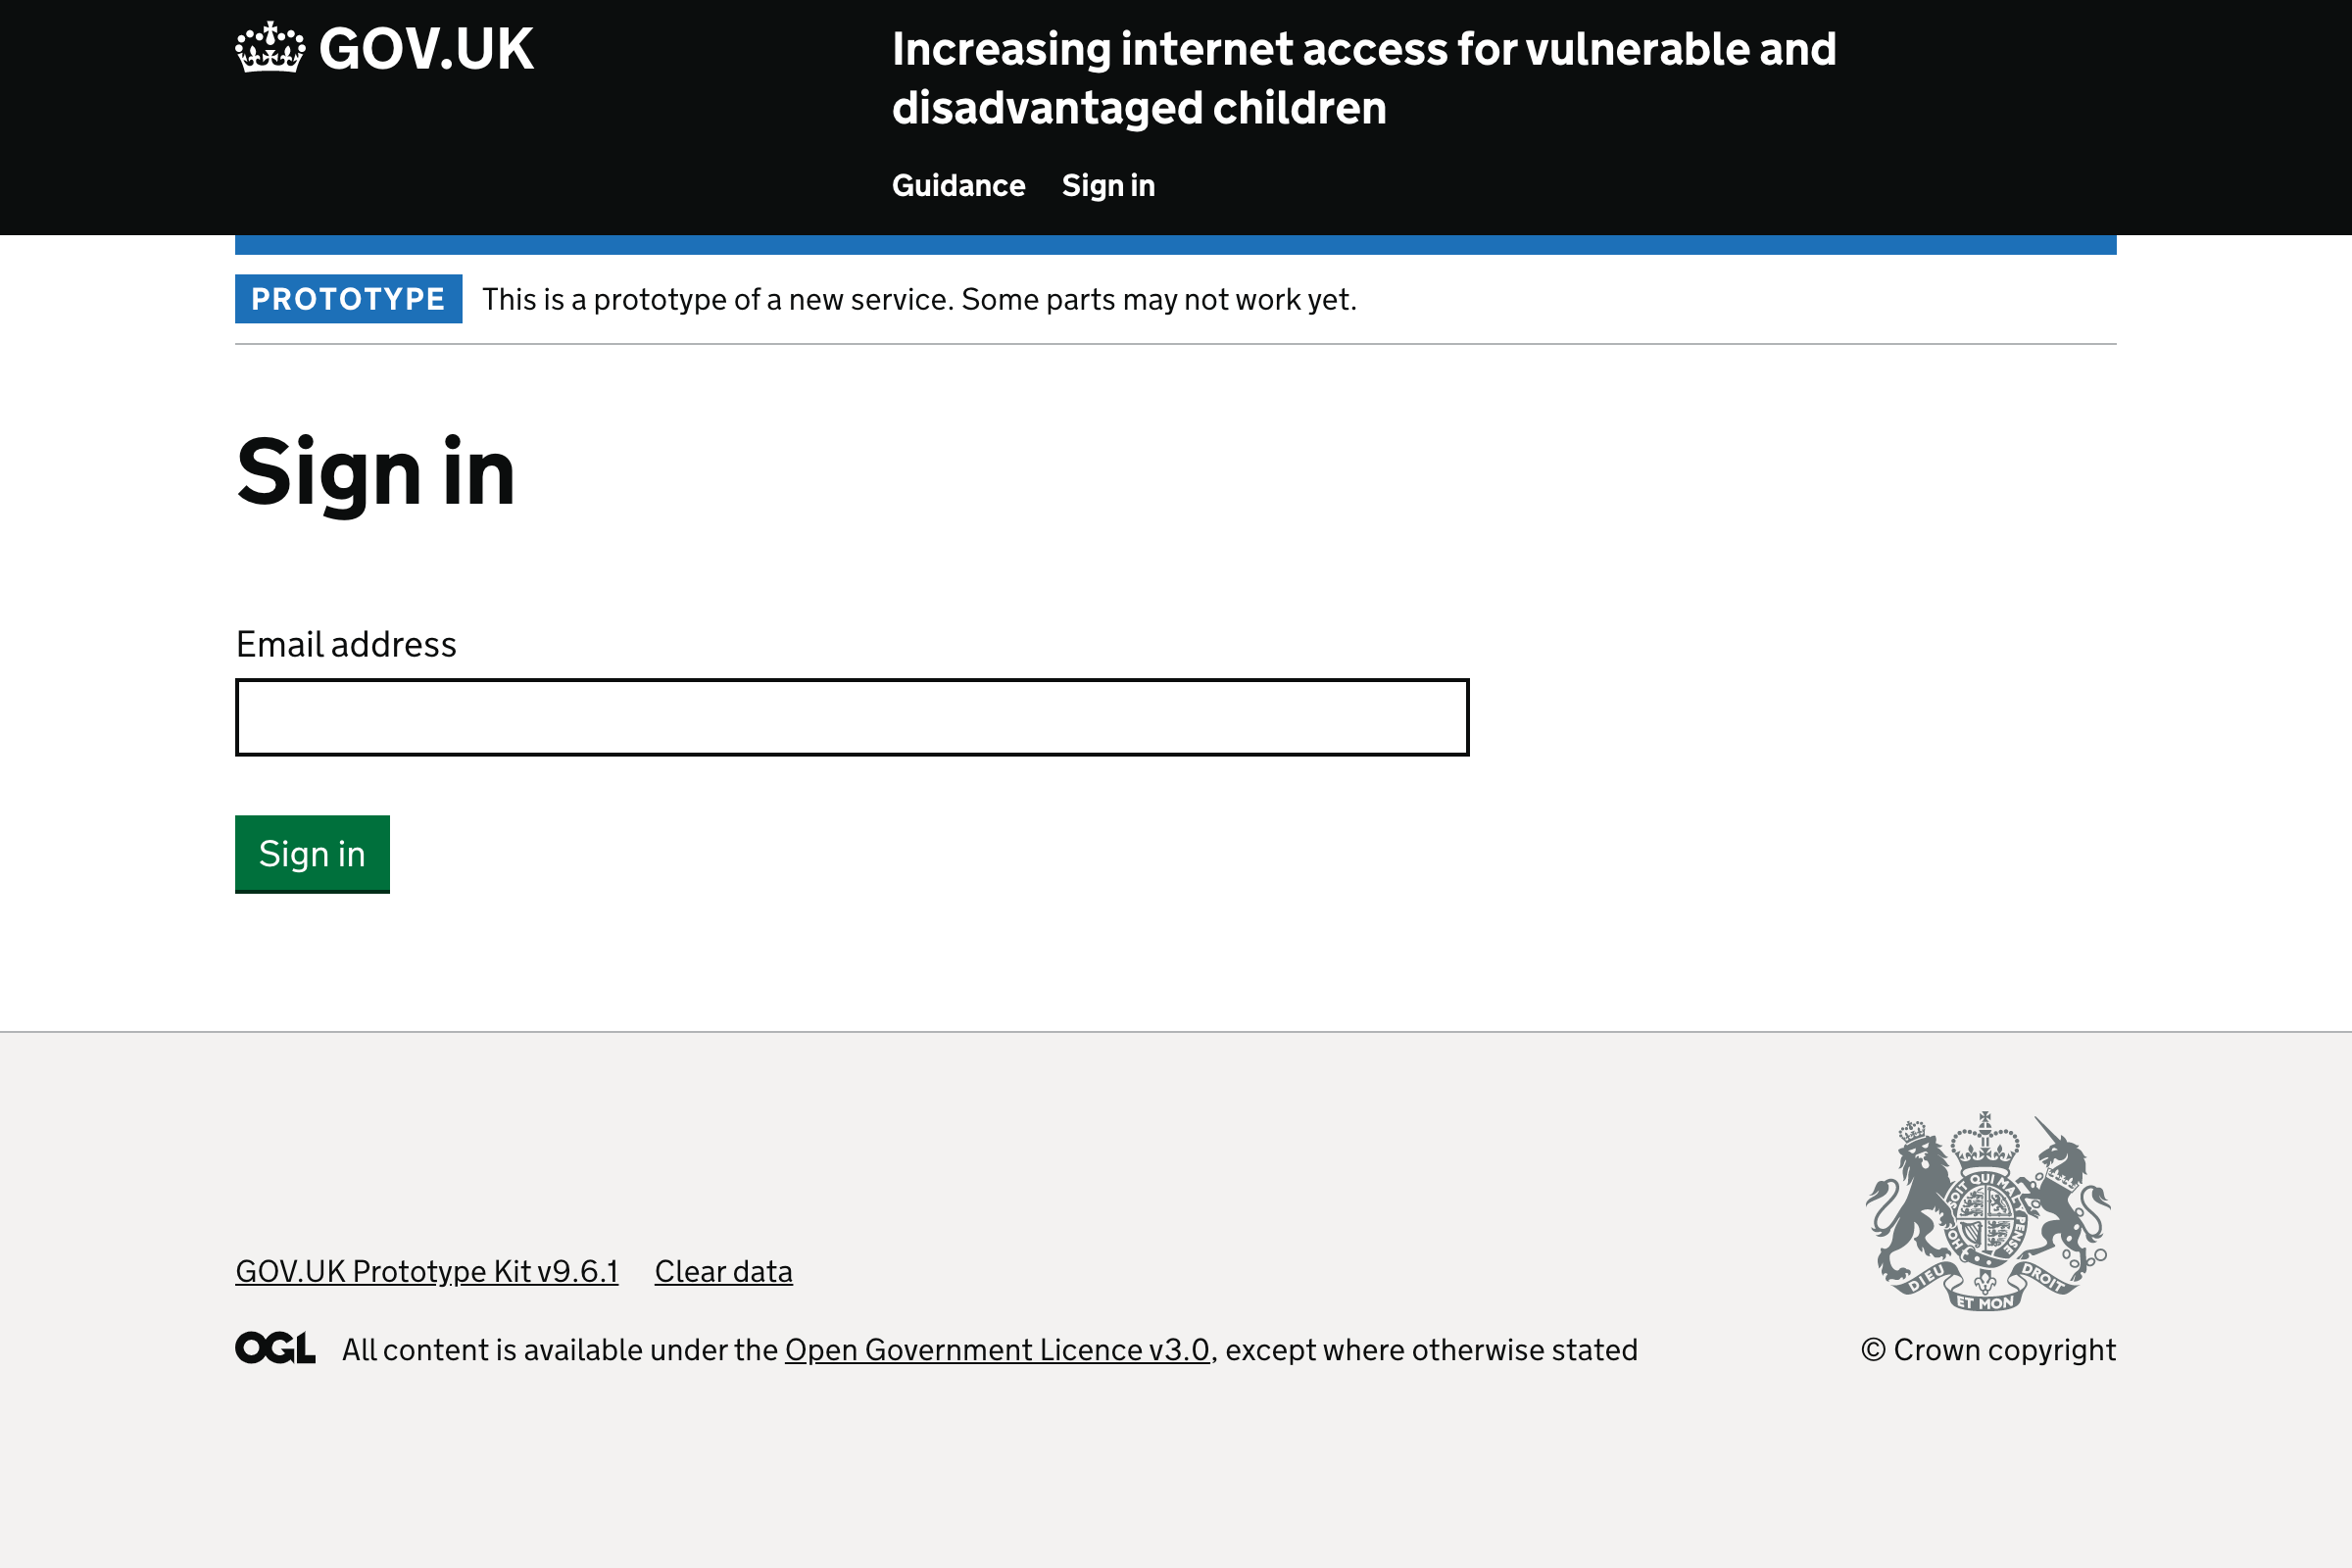 GOV.UK
Increasing internet access for vulnerable and
disadvantaged children
Guidance Sign in
PROTOTYPE This is a prototype of a new service. Some parts may not work yet.
Sign in
Email address
Sign in
GOV.UK Prototype Kit v9.6.1 Clear data
HONI SOIT QUI MAL Y PENSE
DIEU ET MON DROIT
OGL All content is available under the Open Government Licence v3.0, except where otherwise stated
© Crown copyright